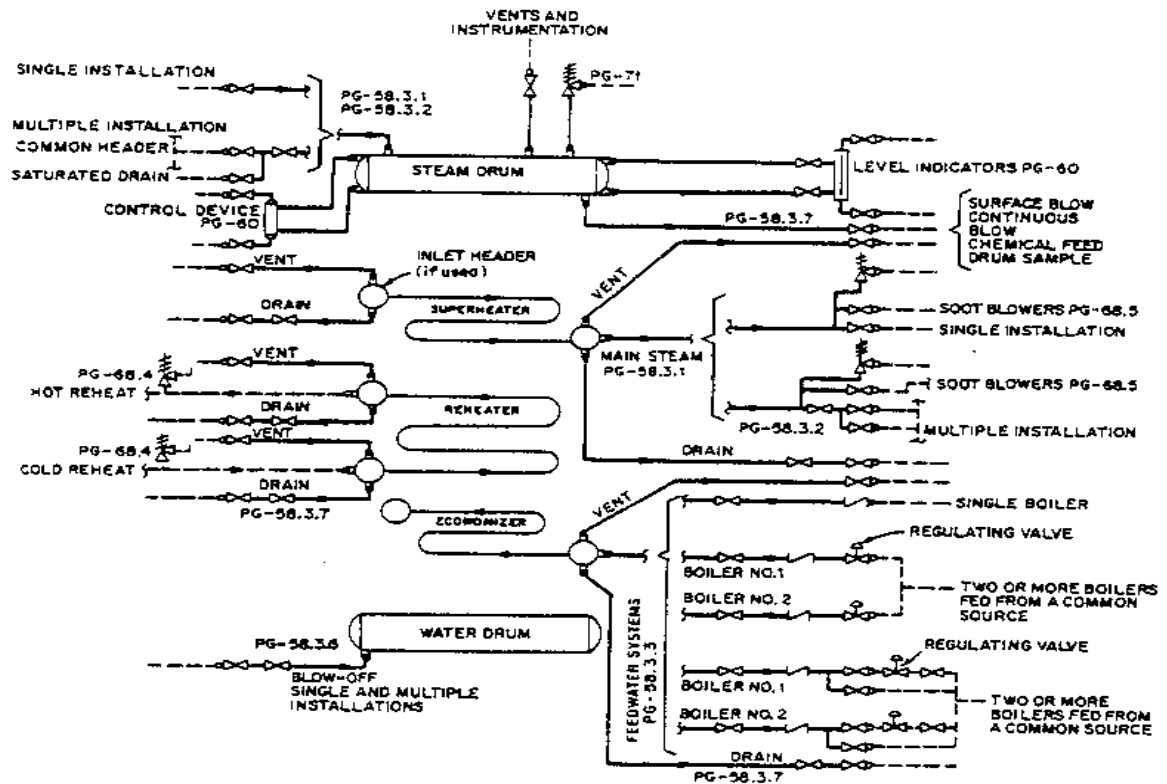 VENTS AND
INSTRUMENTATION
SINGLE INSTALLATION
PG-71
PG-58.3.1
PG-58.3.2
MULTIPLE INSTALLATION
COMMON HEADER
SATURATED DRAIN
STEAM DRUM
LEVEL INDICATORS PG-60
CONTROL DEVICE
PG-60
PG-58.3.7
SURFACE BLOW
CONTINUOUS
BLOW
CHEMICAL FEED
DRUM SAMPLE
VENT
INLET HEADER
(if used)
VENT
DRAIN
SUPERHEATER
SOOT BLOWERS PG-68.5
SINGLE INSTALLATION
MAIN STEAM
PG-58.3.1
VENT
PG-68.4
HOT REHEAT
REHEATER
SOOT BLOWERS PG-68.5
DRAIN
PG-58.3.2
MULTIPLE INSTALLATION
VENT
PG-68.4
COLD REHEAT
DRAIN
DRAIN
PG-58.3.7
VENT
SINGLE BOILER
ECONOMIZER
REGULATING VALVE
BOILER NO.1
TWO OR MORE BOILERS
FED FROM A COMMON
SOURCE
BOILER NO. 2
WATER DRUM
PG-58.3.6
REGULATING VALVE
BLOW-OFF
SINGLE AND MULTIPLE
INSTALLATIONS
FEEDWATER SYSTEMS
PG-58.3.3
BOILER NO.1
BOILER NO. 2
TWO OR MORE
BOILERS FED FROM
A COMMON SOURCE
DRAIN
PG-58.3.7